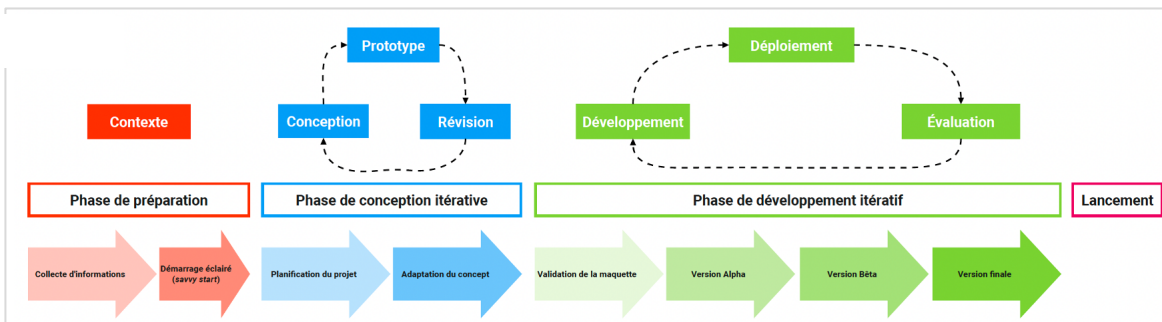 Prototype
Déploiement
Contexte
Conception
Révision
Développement
Évaluation
Phase de préparation
Phase de conception itérative
Phase de développement itératif
Lancement
Collecte d'informations
Démarrage éclairé
(savvy start)
Planification du projet
Adaptation du concept
Validation de la maquette
Version Alpha
Version Bêta
Version finale